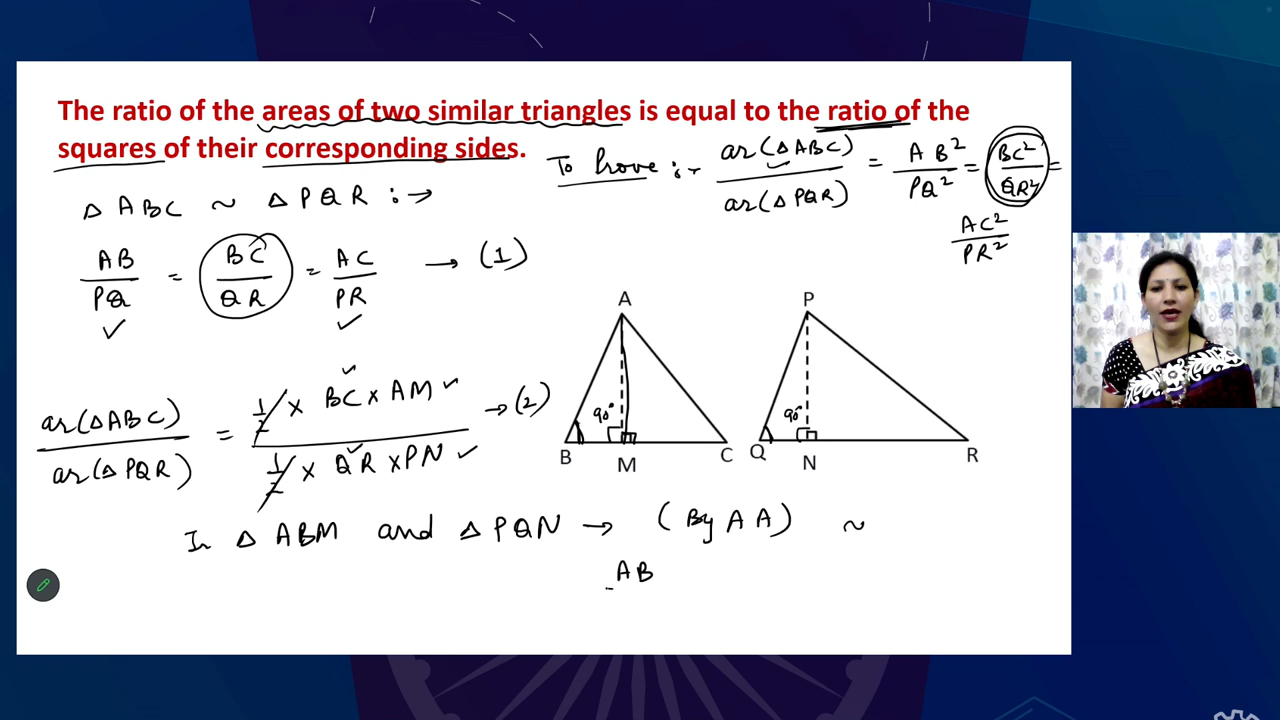 The ratio of the areas of two similar triangles is equal to the ratio of the
squares of their corresponding sides.
To Prove :-
ar(△ABC)/ar(△PQR) = AB²/PQ² = BC²/QR² =
AC²/PR²
△ABC ~ △PQR :→
AB/PQ = BC/QR = AC/PR → (1)
ar(△ABC)/ar(△PQR) = 1/2 × BC × AM / 1/2 × QR × PN → (2)
A
90°
B
M
C
P
90°
Q
N
R
In △ABM and △PQN → (By AA) ~
AB